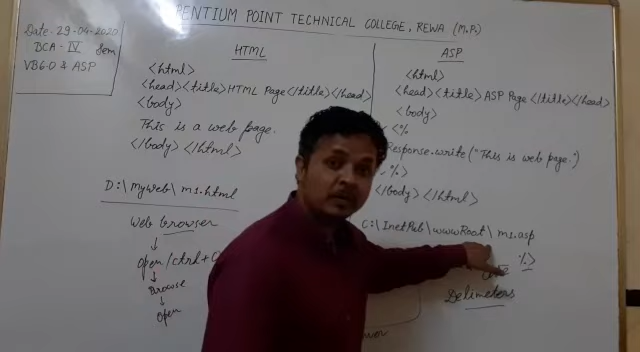 PENTIUM POINT TECHNICAL COLLEGE, REWA (M.P.)
Date-29-04-2020
BCA-IV Sem
VB6.0 & ASP
HTML
<html>
<head><title>HTML Page</title></head>
<body>
This is a web page.
</body></html>
D:\MyWeb\m1.html
Web browser
↓
Open/ctrl+
↓
Browse
↓
Open
ASP
<html>
<head><title>ASP Page</title></head>
<body>
<%
Response.write("This is web page.")
%>
</body></html>
C:\InetPub\wwwRoot\m1.asp
%>
Delimeters